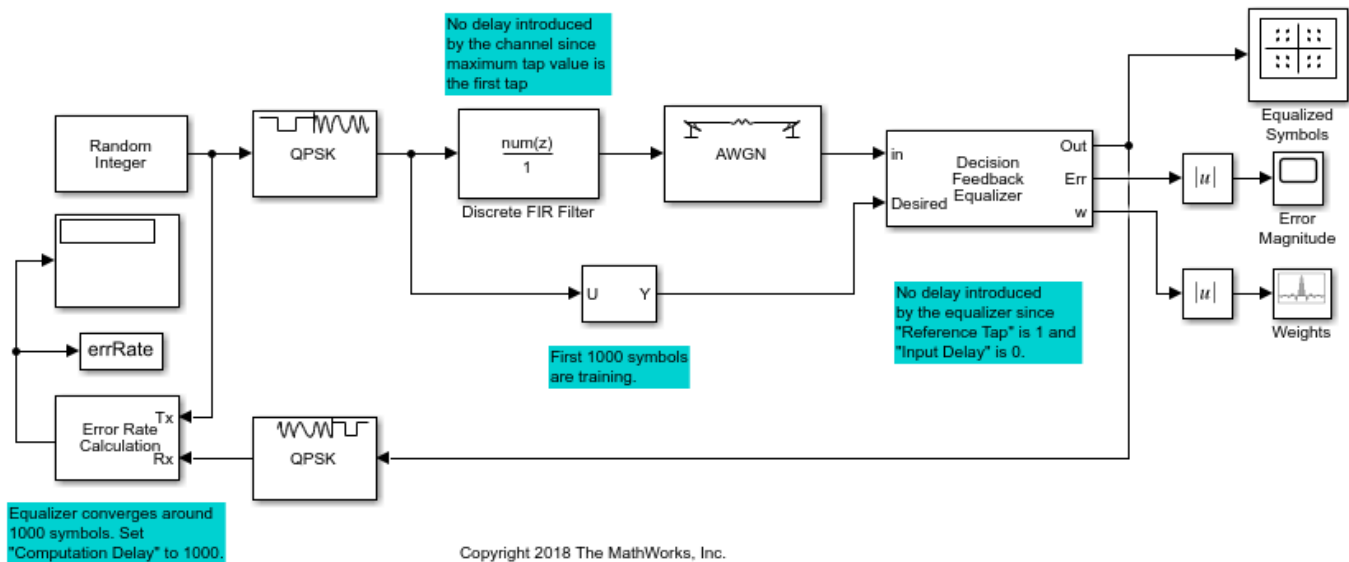 No delay introduced
by the channel since
maximum tap value is
the first tap
Random
Integer
QPSK
num(z)
1
Discrete FIR Filter
AWGN
in
Desired
Decision
Feedback
Equalizer
Out
Err
w
Equalized
Symbols
|u|
Error
Magnitude
|u|
Weights
U Y
No delay introduced
by the equalizer since
"Reference Tap" is 1 and
"Input Delay" is 0.
First 1000 symbols
are training.
errRate
Error Rate
Calculation
Tx
Rx
QPSK
Equalizer converges around
1000 symbols. Set
"Computation Delay" to 1000.
Copyright 2018 The MathWorks, Inc.